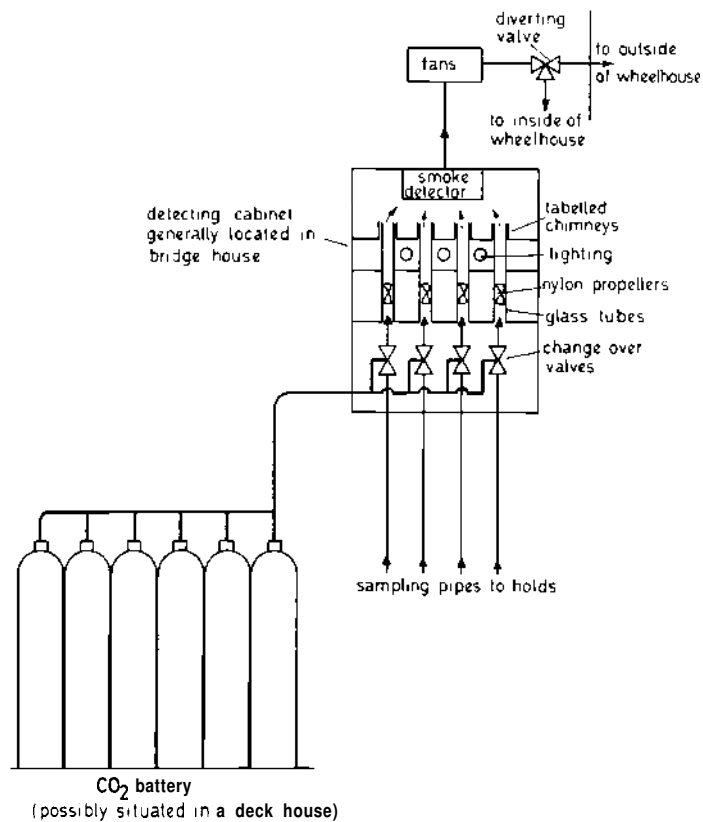 diverting
valve
fans
to outside
of wheelhouse
to inside of
wheelhouse
smoke
detector
labelled
chimneys
detecting cabinet
generally located in
bridge house
lighting
nylon propellers
glass tubes
change over
valves
sampling pipes to holds
CO2 battery
(possibly situated in a deck house)